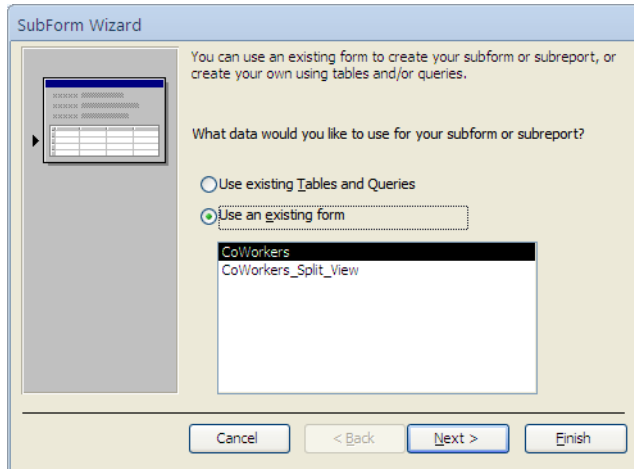 SubForm Wizard
You can use an existing form to create your subform or subreport, or
create your own using tables and/or queries.
What data would you like to use for your subform or subreport?
Use existing Tables and Queries
Use an existing form
CoWorkers
CoWorkers_Split_View
Cancel
< Back
Next >
Finish